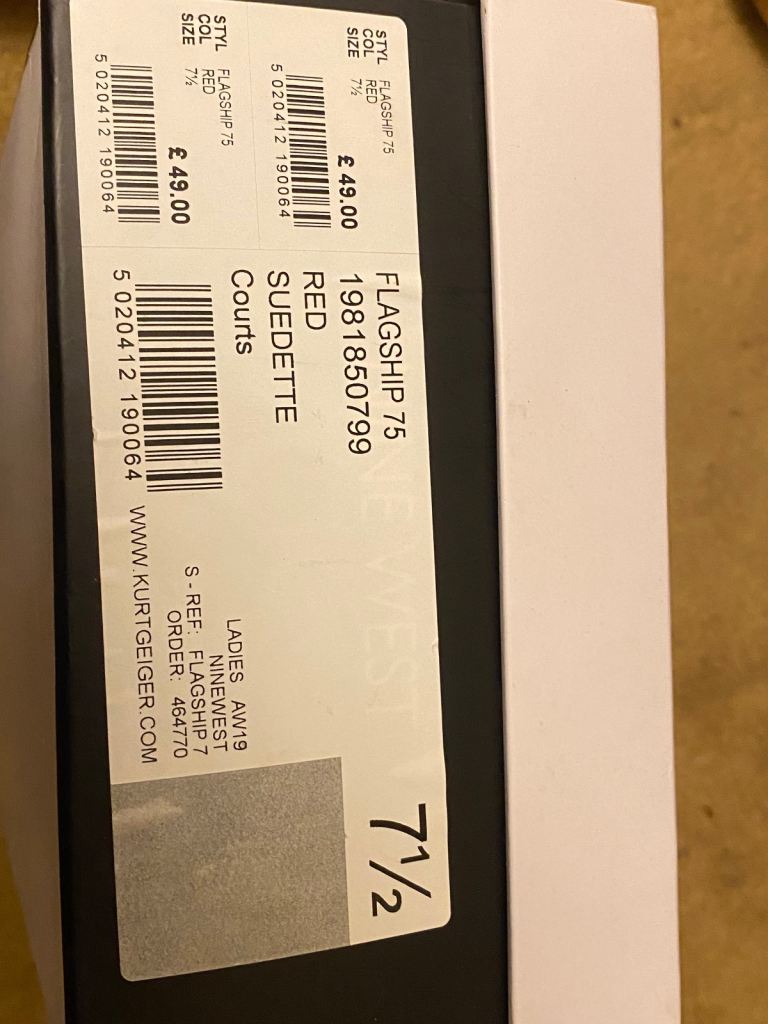 STYL FLAGSHIP 75
COL RED
SIZE 7½
£ 49.00
5 020412 190064
STYL FLAGSHIP 75
COL RED
SIZE 7½
£ 49.00
5 020412 190064
FLAGSHIP 75
1981850799
RED
SUEDETTE
Courts
5 020412 190064
NINE WEST
LADIES AW19
NINEWEST
S - REF: FLAGSHIP 7
ORDER: 464770
WWW.KURTGEIGER.COM
7½